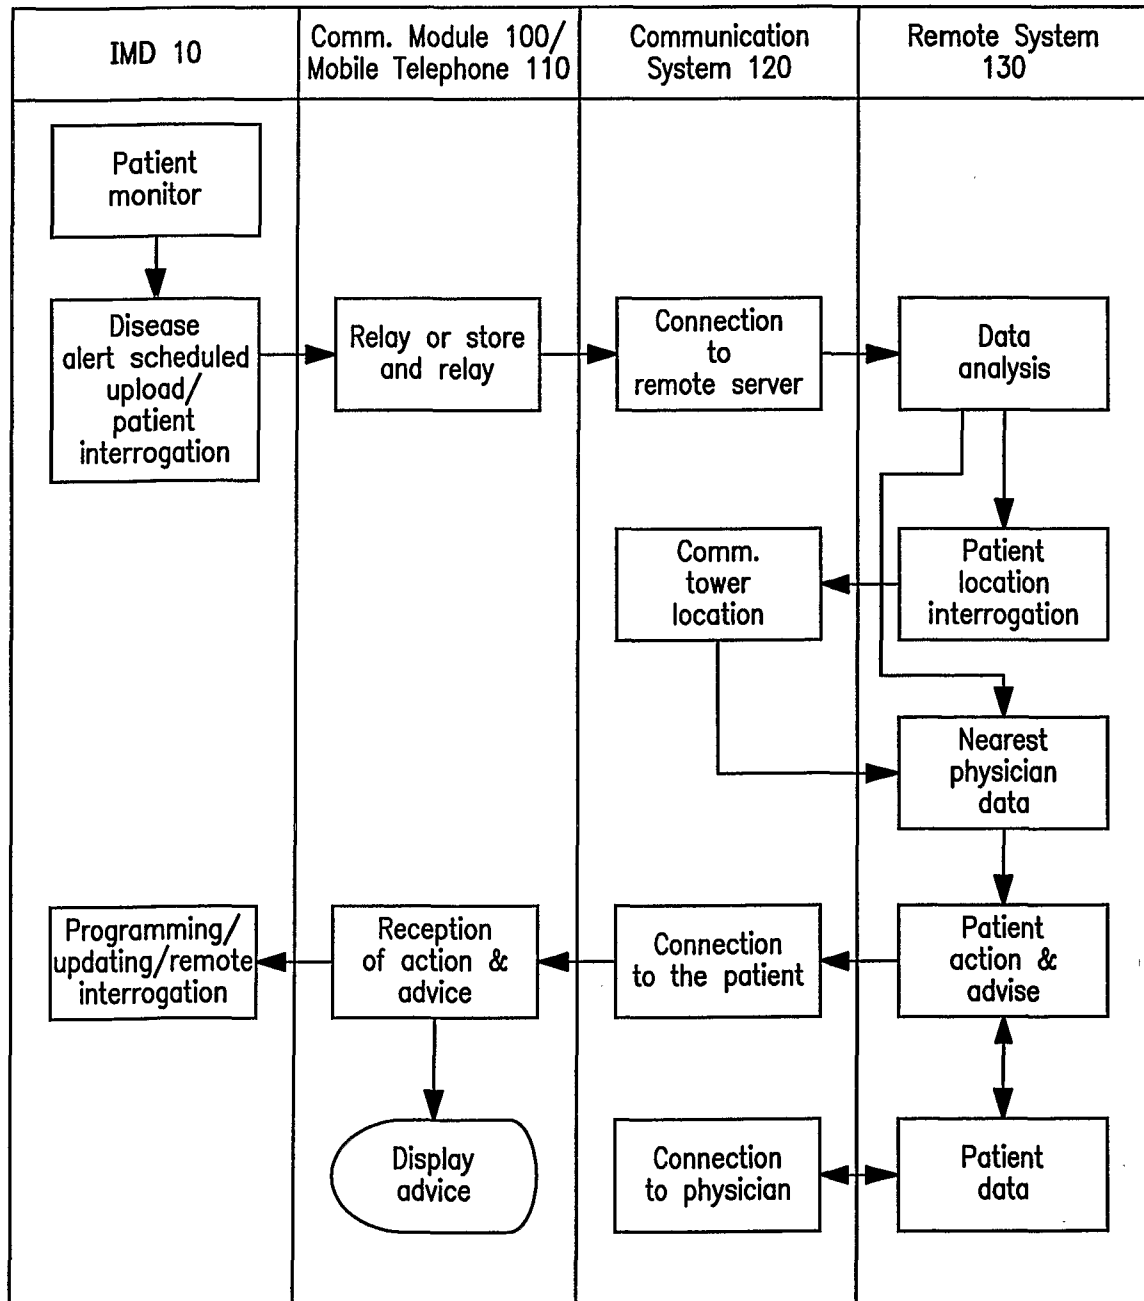 IMD 10
Comm. Module 100/
Mobile Telephone 110
Communication
System 120
Remote System
130
Patient
monitor
Disease
alert scheduled
upload/
patient
interrogation
Relay or store
and relay
Connection
to
remote server
Data
analysis
Comm.
tower
location
Patient
location
interrogation
Nearest
physician
data
Programming/
updating/remote
interrogation
Reception
of action &
advice
Connection
to the patient
Patient
action &
advise
Display
advice
Connection
to physician
Patient
data